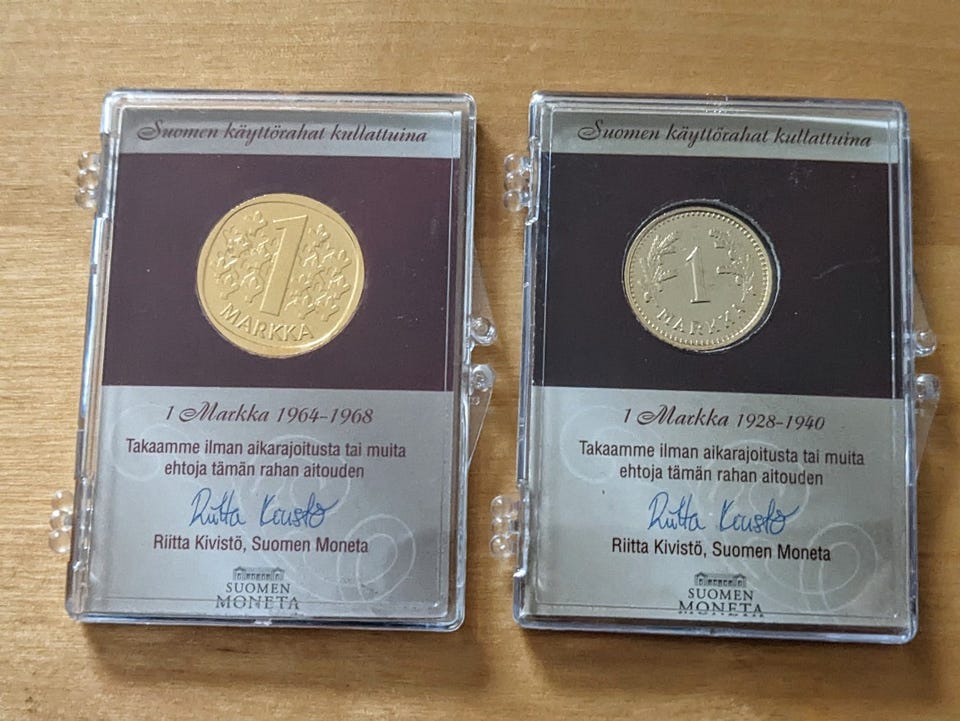 Suomen käyttörahat kullattuina
1
MARKKA
1 Markka 1964–1968
Takaamme ilman aikarajoitusta tai muita
ehtoja tämän rahan aitouden
Riitta Kivistö
Riitta Kivistö, Suomen Moneta
SUOMEN
MONETA
Suomen käyttörahat kullattuina
1
MARKKA
1 Markka 1928–1940
Takaamme ilman aikarajoitusta tai muita
ehtoja tämän rahan aitouden
Riitta Kivistö
Riitta Kivistö, Suomen Moneta
SUOMEN
MONETA